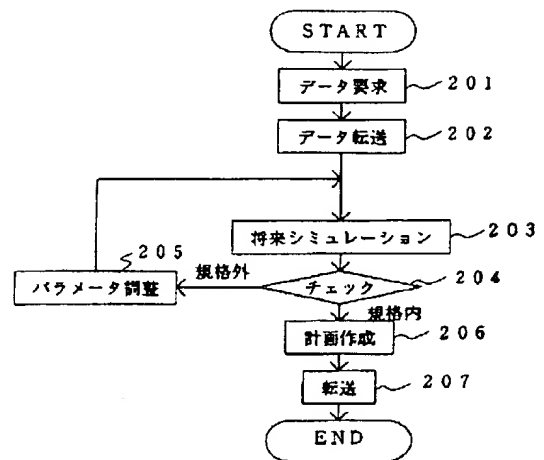 START
データ要求
201
データ転送
202
将来シミュレーション
203
205
規格外
パラメータ調整
チェック
204
規格内
計画作成
206
転送
207
END